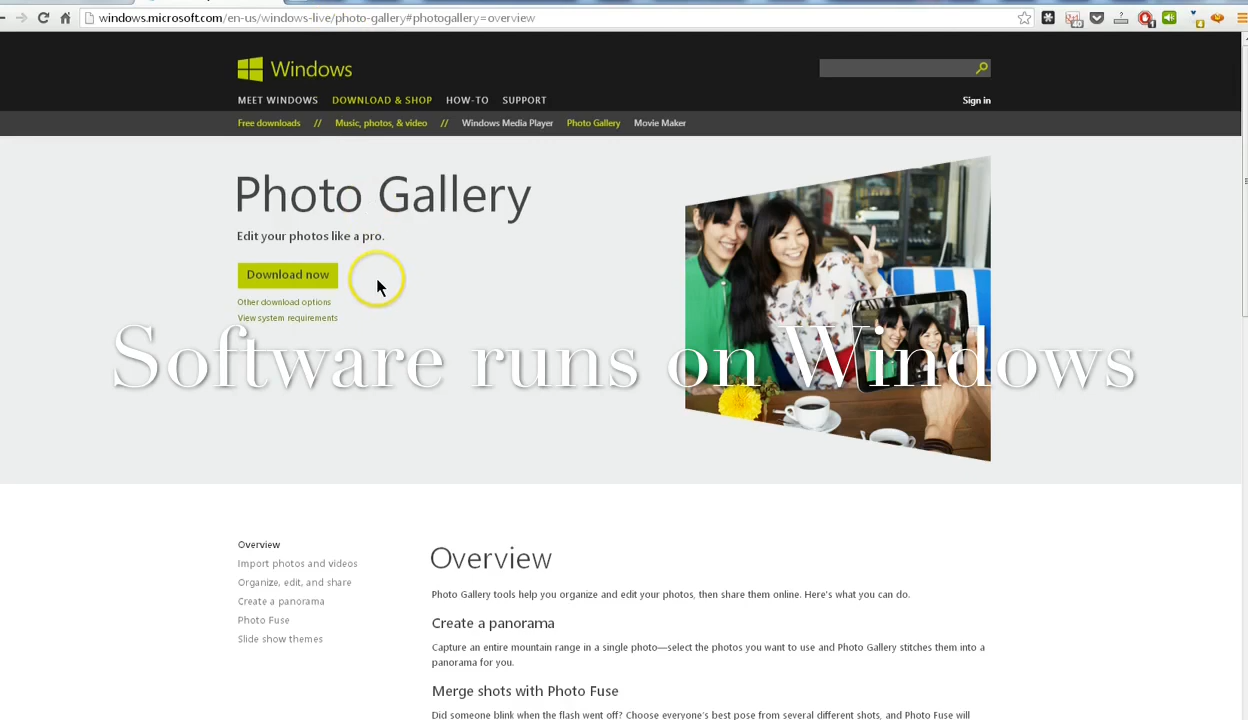 windows.microsoft.com/en-us/windows-live/photo-gallery#photogallery=overview
Windows
MEET WINDOWS DOWNLOAD & SHOP HOW-TO SUPPORT
Sign in
Free downloads // Music, photos, & video // Windows Media Player Photo Gallery Movie Maker
Photo Gallery
Edit your photos like a pro.
Download now
Other download options
View system requirements
Software runs on Windows
Overview
Import photos and videos
Organize, edit, and share
Create a panorama
Photo Fuse
Slide show themes
Overview
Photo Gallery tools help you organize and edit your photos, then share them online. Here's what you can do.
Create a panorama
Capture an entire mountain range in a single photo—select the photos you want to use and Photo Gallery stitches them into a
panorama for you.
Merge shots with Photo Fuse
Did someone blink when the flash went off? Choose everyone's best pose from several different shots, and Photo Fuse will